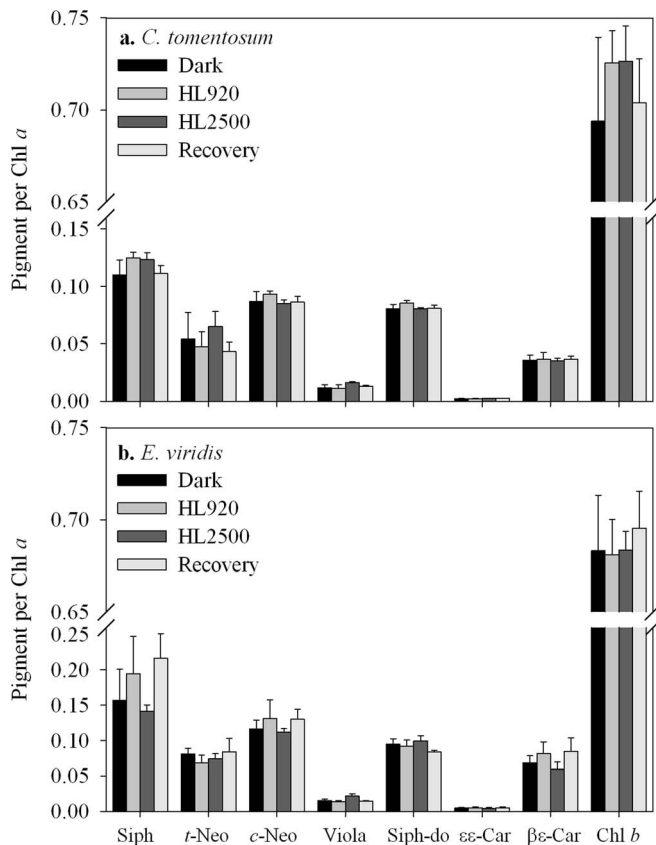 0.75
a. C. tomentosum
Dark
HL920
HL2500
Recovery
0.70
0.65
0.15
0.10
0.05
0.00
Pigment per Chl a
0.75
b. E. viridis
Dark
HL920
HL2500
Recovery
0.70
0.65
0.25
0.20
0.15
0.10
0.05
0.00
Pigment per Chl a
Siph t-Neo c-Neo Viola Siph-do εε-Car βε-Car Chl b